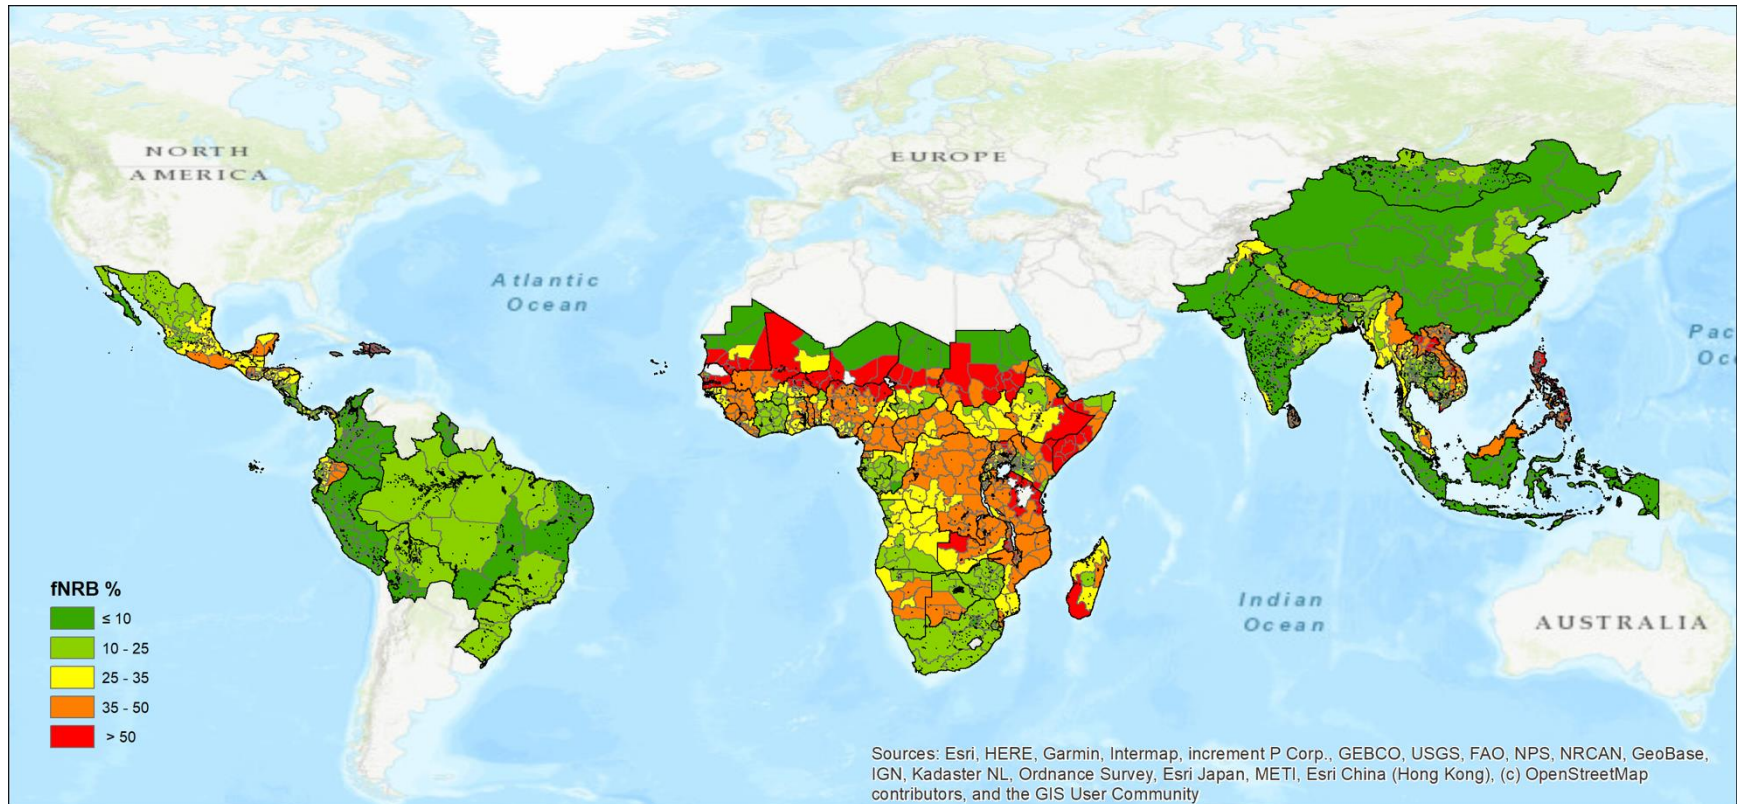 NORTH
AMERICA
EUROPE
Atlantic
Ocean
Pac
Oc
Indian
Ocean
AUSTRALIA
fNRB %
≤ 10
10 - 25
25 - 35
35 - 50
> 50
Sources: Esri, HERE, Garmin, Intermap, increment P Corp., GEBCO, USGS, FAO, NPS, NRCAN, GeoBase,
IGN, Kadaster NL, Ordnance Survey, Esri Japan, METI, Esri China (Hong Kong), (c) OpenStreetMap
contributors, and the GIS User Community